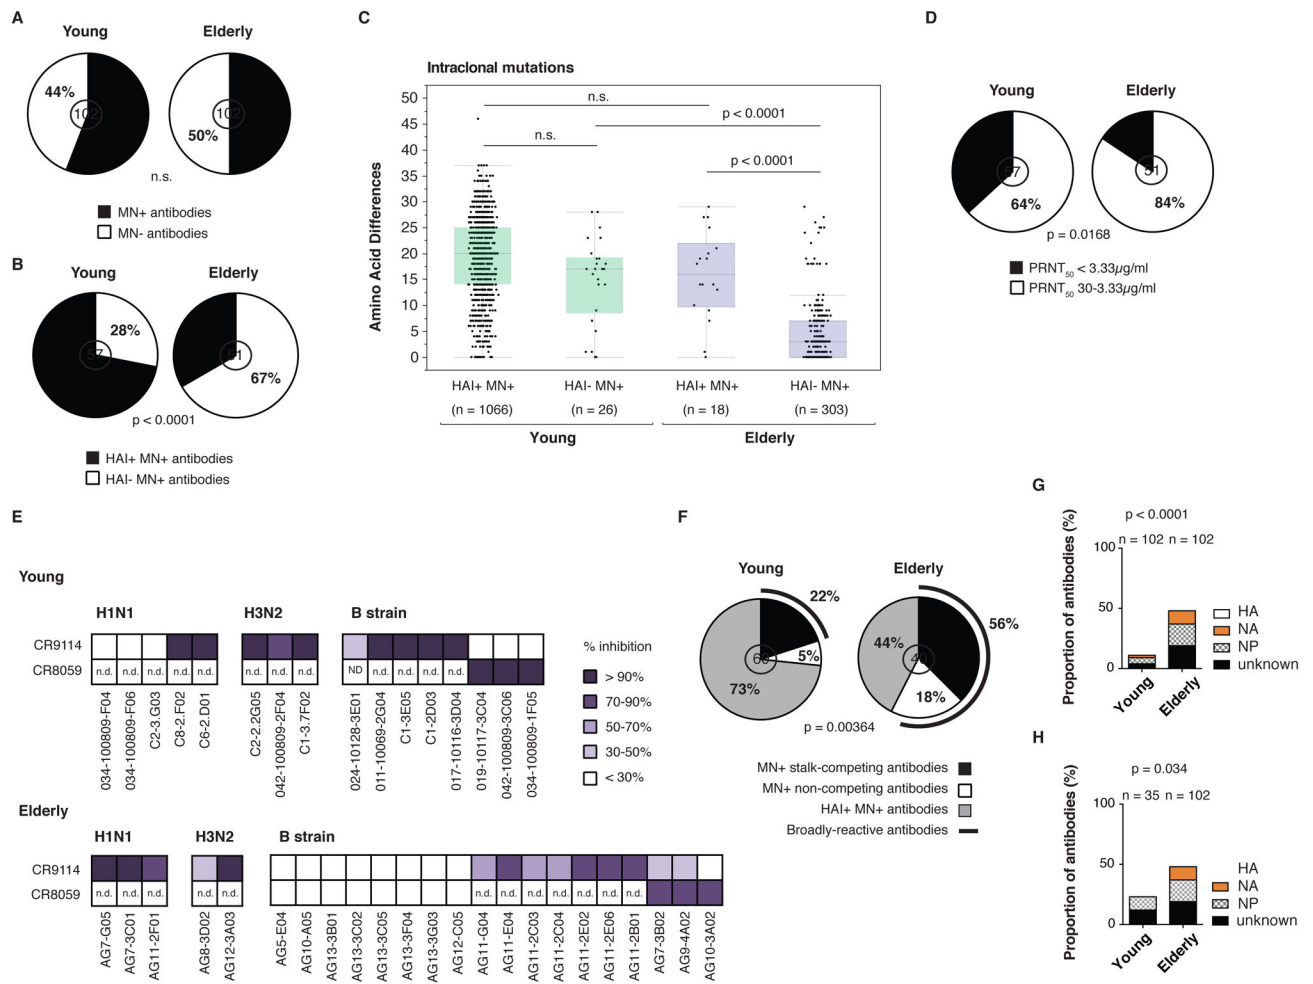 A
Young
Elderly
44%
102
50%
102
n.s.
MN+ antibodies
MN- antibodies
B
Young
Elderly
28%
57
67%
51
p < 0.0001
HAI+ MN+ antibodies
HAI- MN+ antibodies
C
Intraclonal mutations
Amino Acid Differences
50
45
40
35
30
25
20
15
10
5
0
n.s.
p < 0.0001
n.s.
p < 0.0001
HAI+ MN+
HAI- MN+
HAI+ MN+
HAI- MN+
(n = 1066)
(n = 26)
(n = 18)
(n = 303)
Young
Elderly
D
Young
Elderly
57
64%
51
84%
p = 0.0168
PRNT50 < 3.33µg/ml
PRNT50 30-3.33µg/ml
E
Young
H1N1
H3N2
B strain
CR9114
CR8059
n.d. n.d. n.d. n.d. n.d.
n.d. n.d. n.d.
ND n.d. n.d. n.d. n.d.
034-100809-F04
034-100809-F06
C2-3.G03
C8-2.F02
C6-2.D01
C2-2.2G05
042-100809-2F04
C1-3.7F02
024-10128-3E01
011-10069-2G04
C1-3E05
C1-2D03
017-10116-3D04
019-10117-3C04
042-100809-3C06
034-100809-1F05
% inhibition
> 90%
70-90%
50-70%
30-50%
< 30%
Elderly
H1N1
H3N2
B strain
CR9114
CR8059
n.d. n.d. n.d.
n.d. n.d.
n.d. n.d. n.d. n.d. n.d. n.d. n.d.
AG7-G05
AG7-3C01
AG11-2F01
AG8-3D02
AG12-3A03
AG5-E04
AG10-A05
AG13-3B01
AG13-3C02
AG13-3C05
AG13-3F04
AG13-3G03
AG12-C05
AG11-G04
AG11-E04
AG11-2C03
AG11-2C04
AG11-2E02
AG11-2E06
AG11-2B01
AG7-3B02
AG9-4A02
AG10-3A02
F
Young
Elderly
22%
5%
73%
56%
44%
18%
p = 0.00364
MN+ stalk-competing antibodies
MN+ non-competing antibodies
HAI+ MN+ antibodies
Broadly-reactive antibodies
G
p < 0.0001
n = 102 n = 102
Proportion of antibodies (%)
100
50
0
Young
Elderly
HA
NA
NP
unknown
H
p = 0.034
n = 35 n = 102
Proportion of antibodies (%)
100
50
0
Young
Elderly
HA
NA
NP
unknown